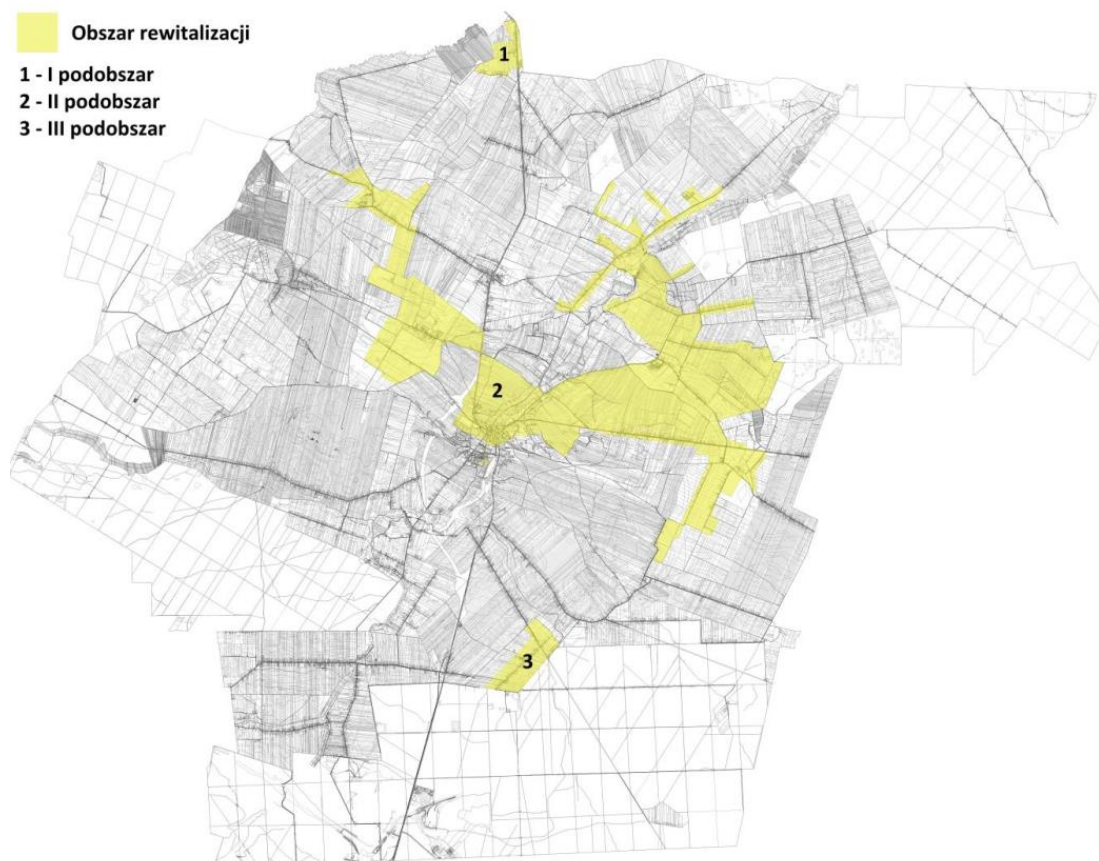 Obszar rewitalizacji
1 - I podobszar
2 - II podobszar
3 - III podobszar
1
2
3